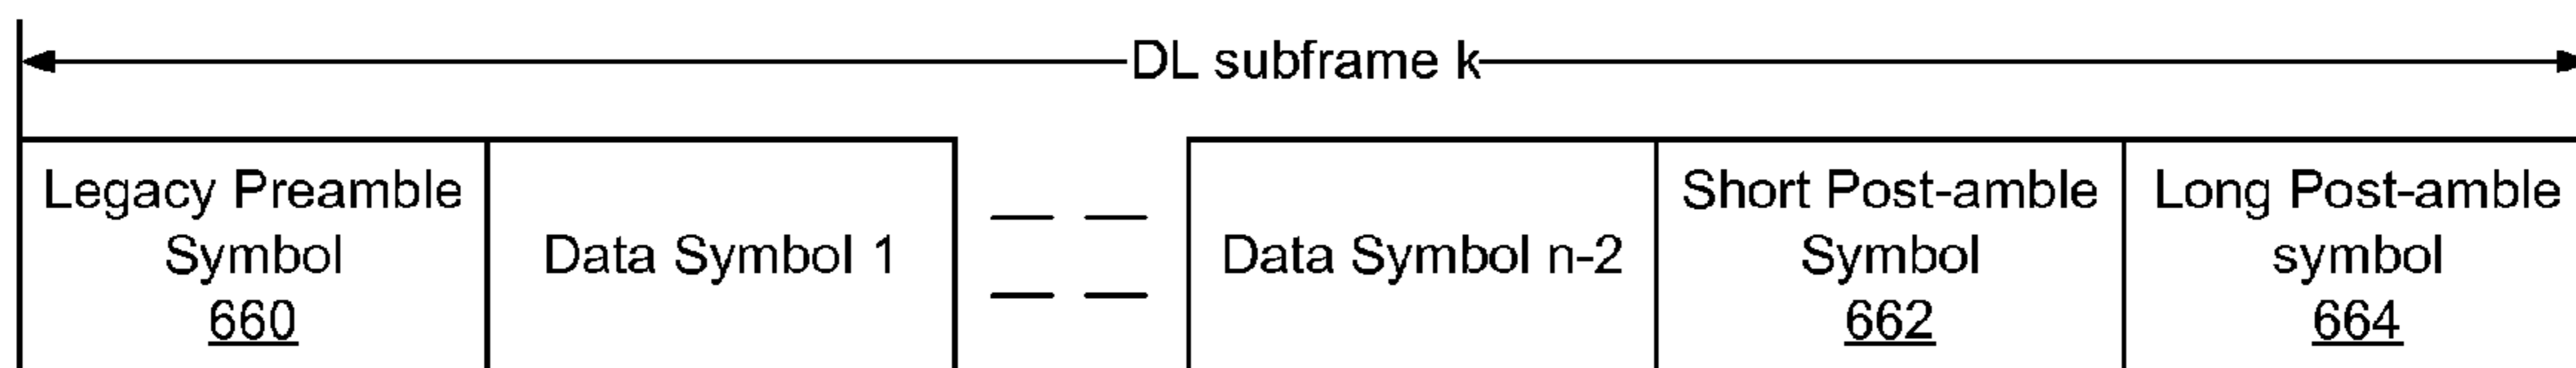 DL subframe k
Legacy Preamble
Symbol
660
Data Symbol 1
Data Symbol n-2
Short Post-amble
Symbol
662
Long Post-amble
symbol
664